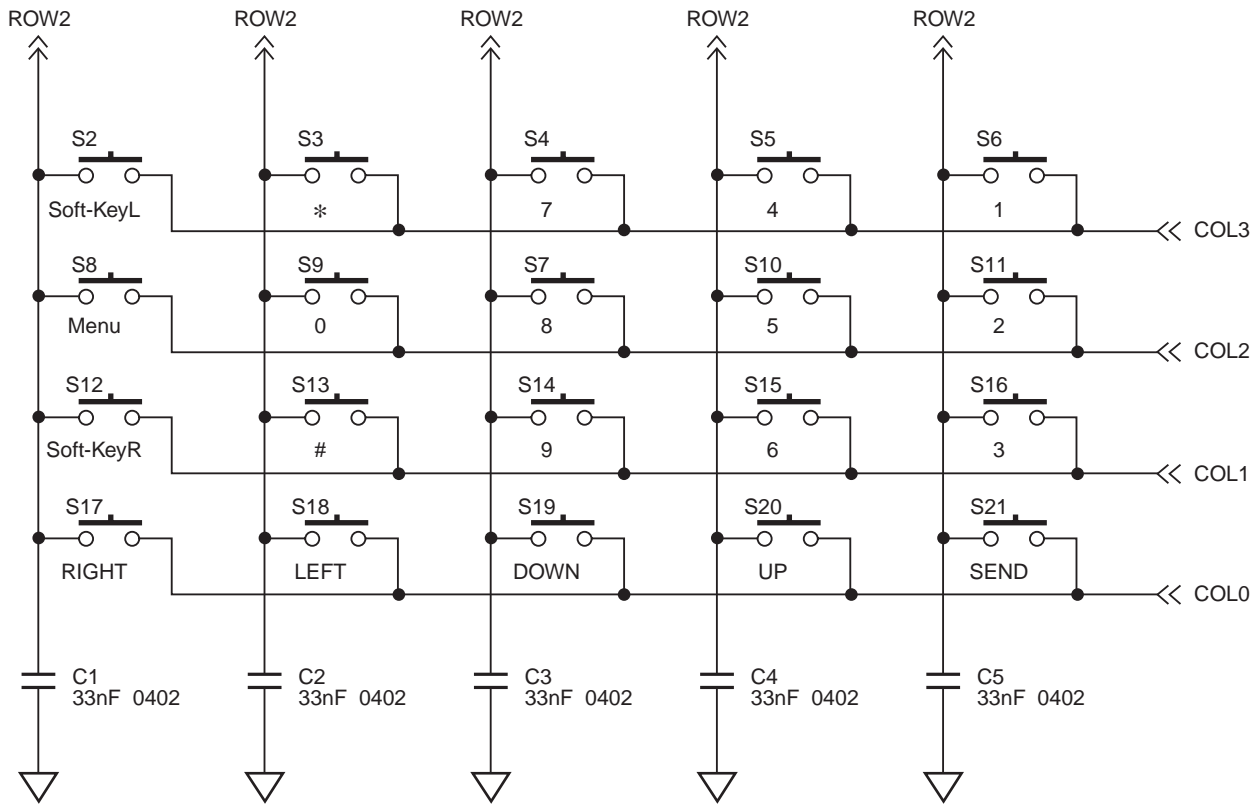 ROW2 ROW2 ROW2 ROW2 ROW2
S2 S3 S4 S5 S6
Soft-KeyL * 7 4 1
COL3
S8 S9 S7 S10 S11
Menu 0 8 5 2
COL2
S12 S13 S14 S15 S16
Soft-KeyR # 9 6 3
COL1
S17 S18 S19 S20 S21
RIGHT LEFT DOWN UP SEND
COL0
C1 C2 C3 C4 C5
33nF 0402 33nF 0402 33nF 0402 33nF 0402 33nF 0402